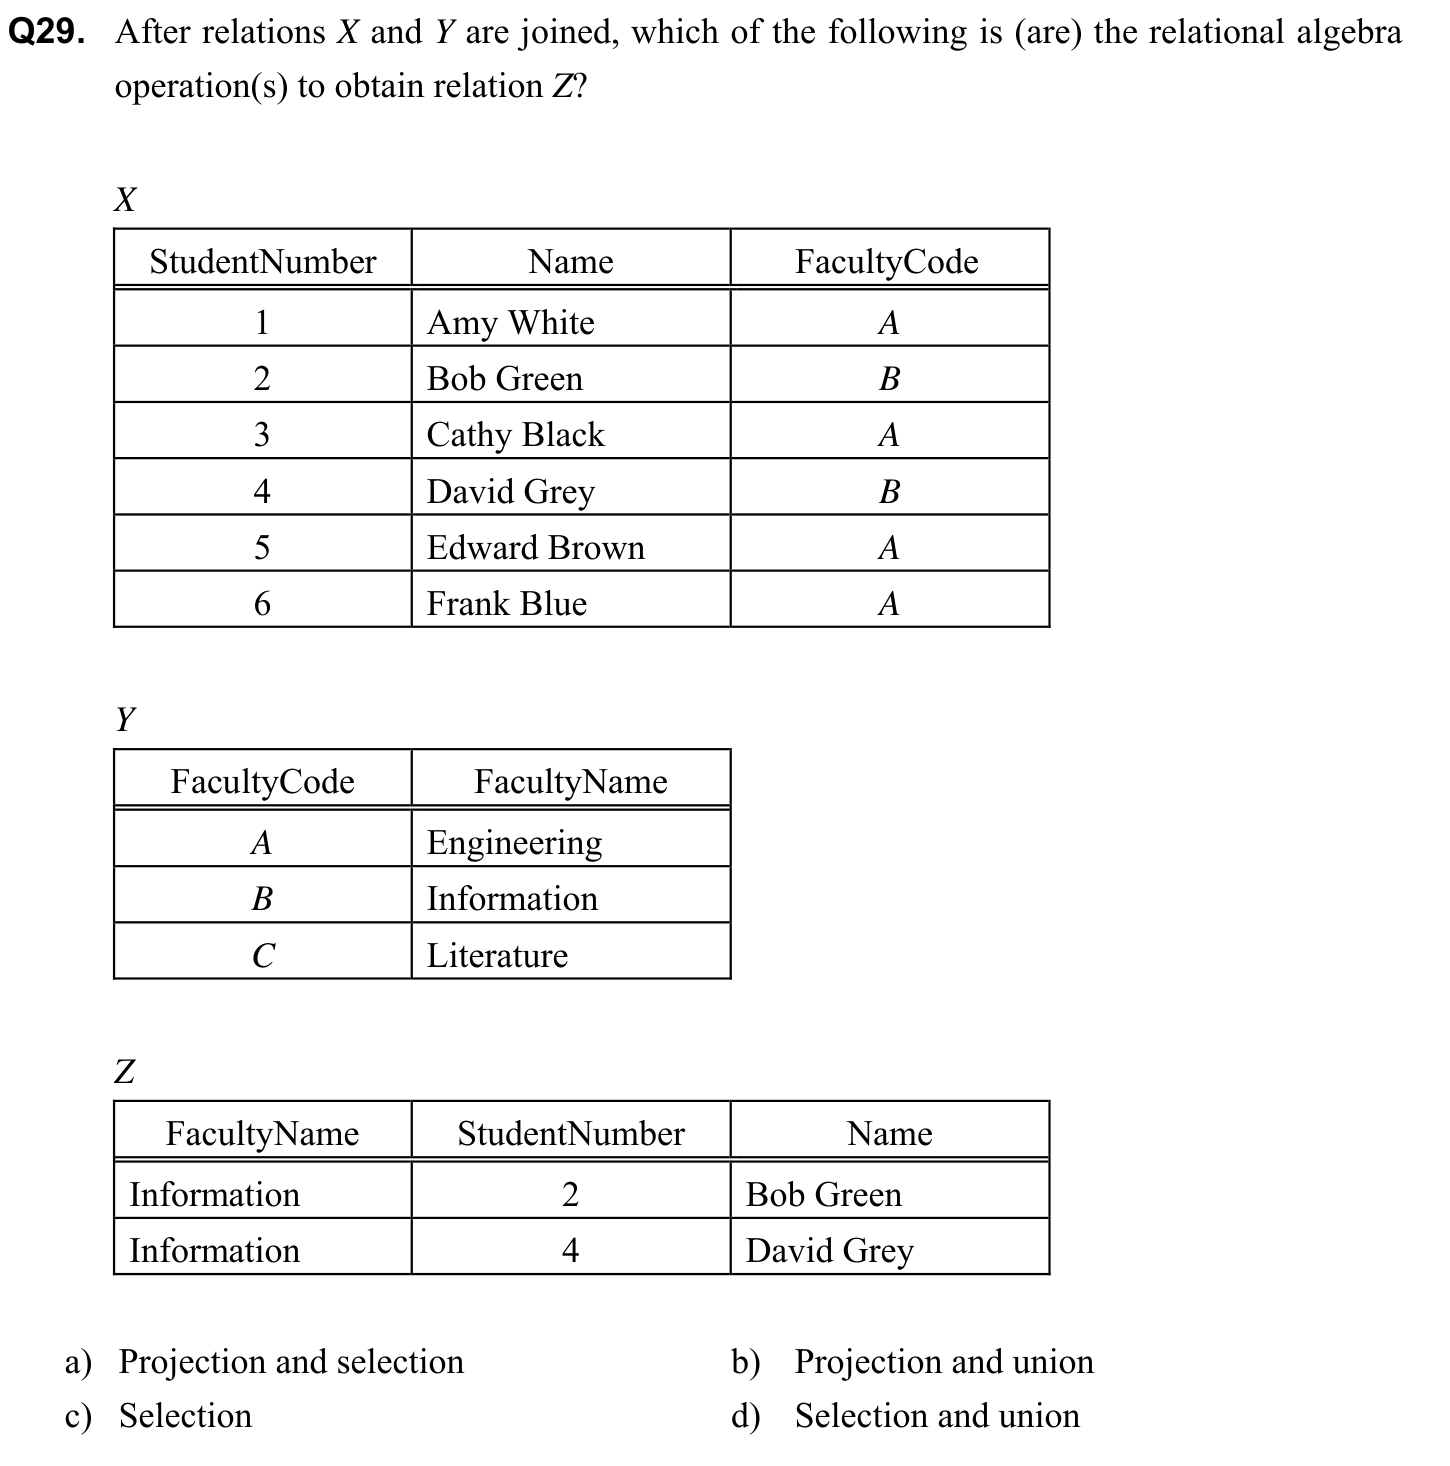 Q29. After relations X and Y are joined, which of the following is (are) the relational algebra
operation(s) to obtain relation Z?
X
StudentNumber Name FacultyCode
1 Amy White A
2 Bob Green B
3 Cathy Black A
4 David Grey B
5 Edward Brown A
6 Frank Blue A
Y
FacultyCode FacultyName
A Engineering
B Information
C Literature
Z
FacultyName StudentNumber Name
Information 2 Bob Green
Information 4 David Grey
a) Projection and selection b) Projection and union
c) Selection d) Selection and union